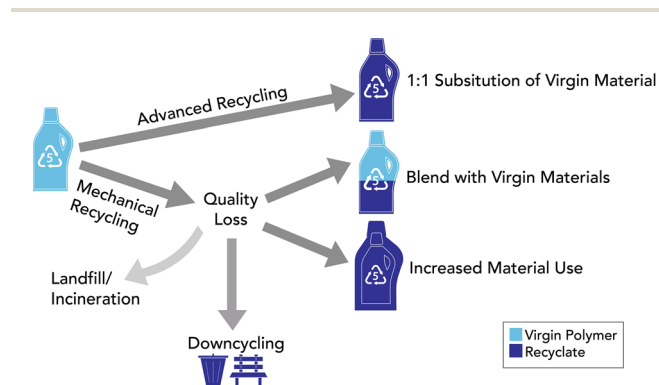 1:1 Subsitution of Virgin Material
5
Advanced Recycling
5
5
Blend with Virgin Materials
Mechanical
Recycling
Quality
Loss
5
Increased Material Use
Landfill/
Incineration
Downcycling
Virgin Polymer
Recyclate